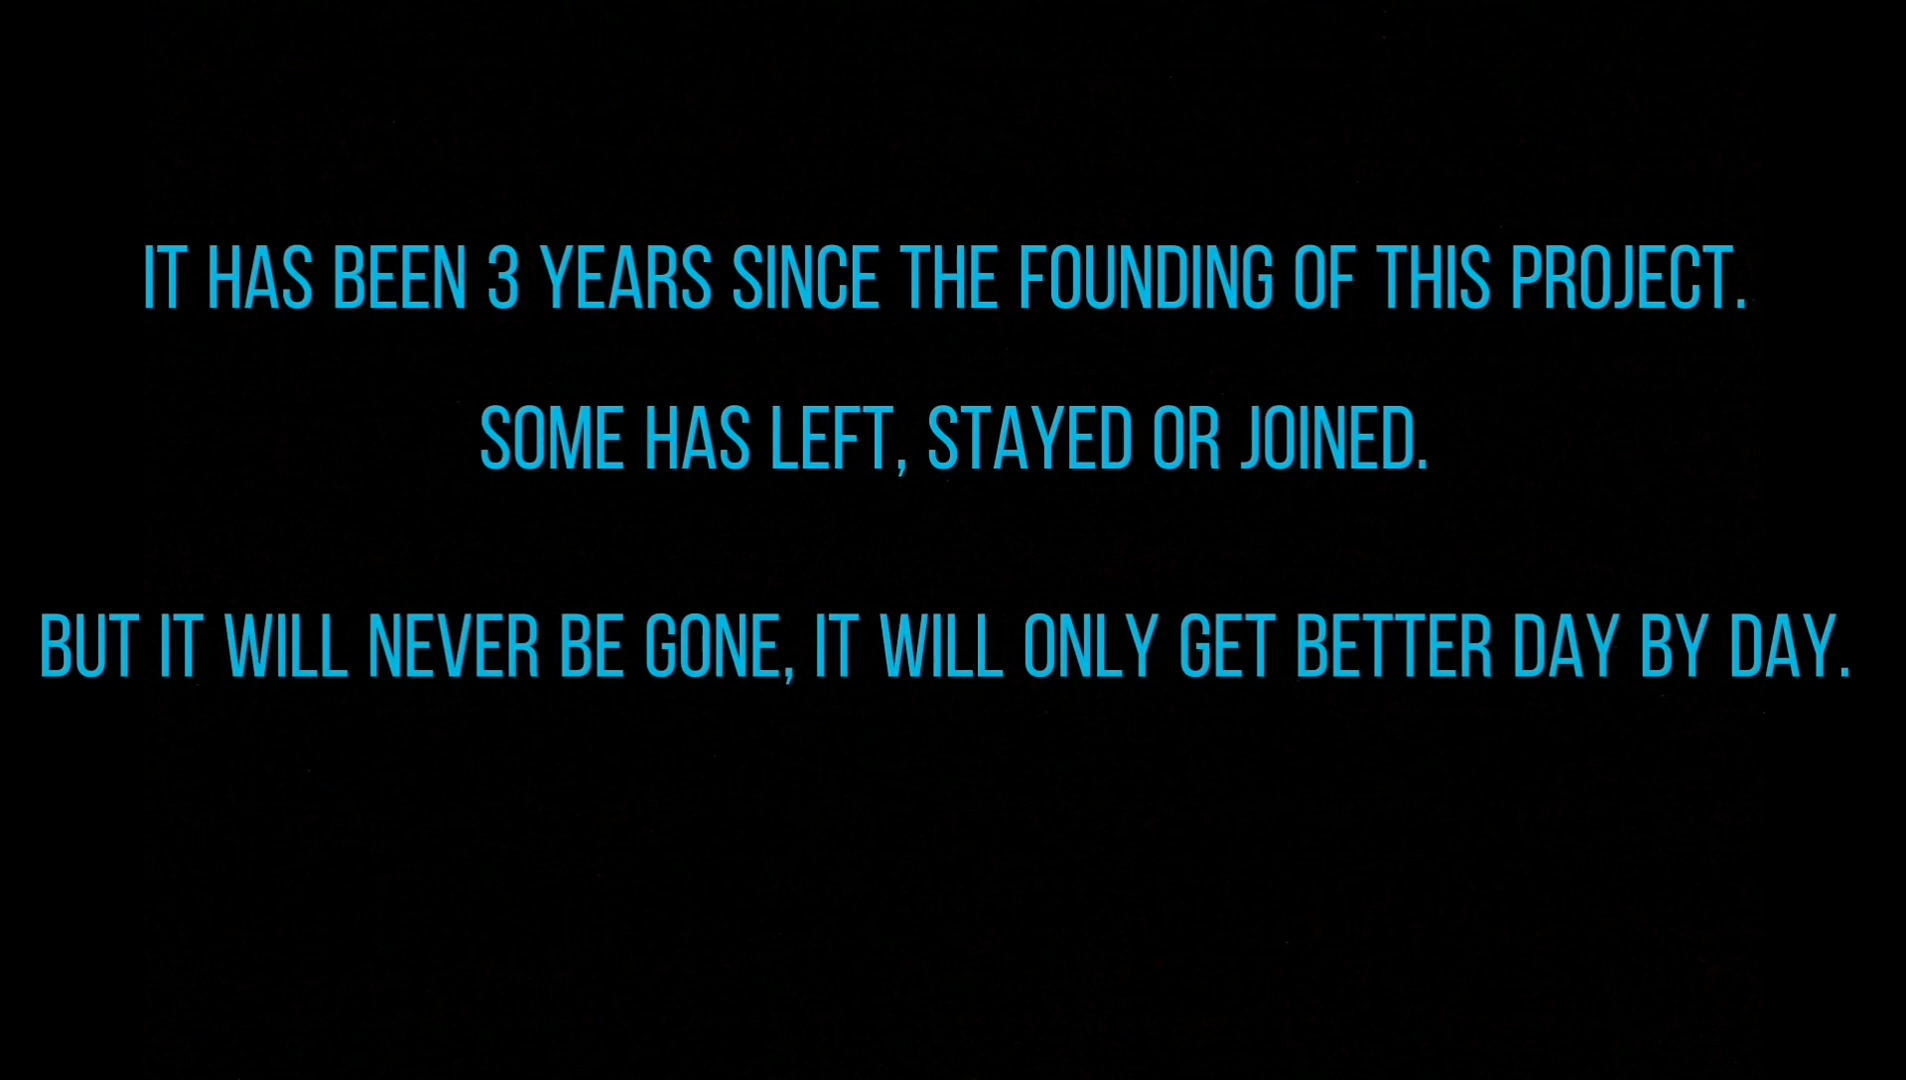 IT HAS BEEN 3 YEARS SINCE THE FOUNDING OF THIS PROJECT.
SOME HAS LEFT, STAYED OR JOINED.
BUT IT WILL NEVER BE GONE, IT WILL ONLY GET BETTER DAY BY DAY.